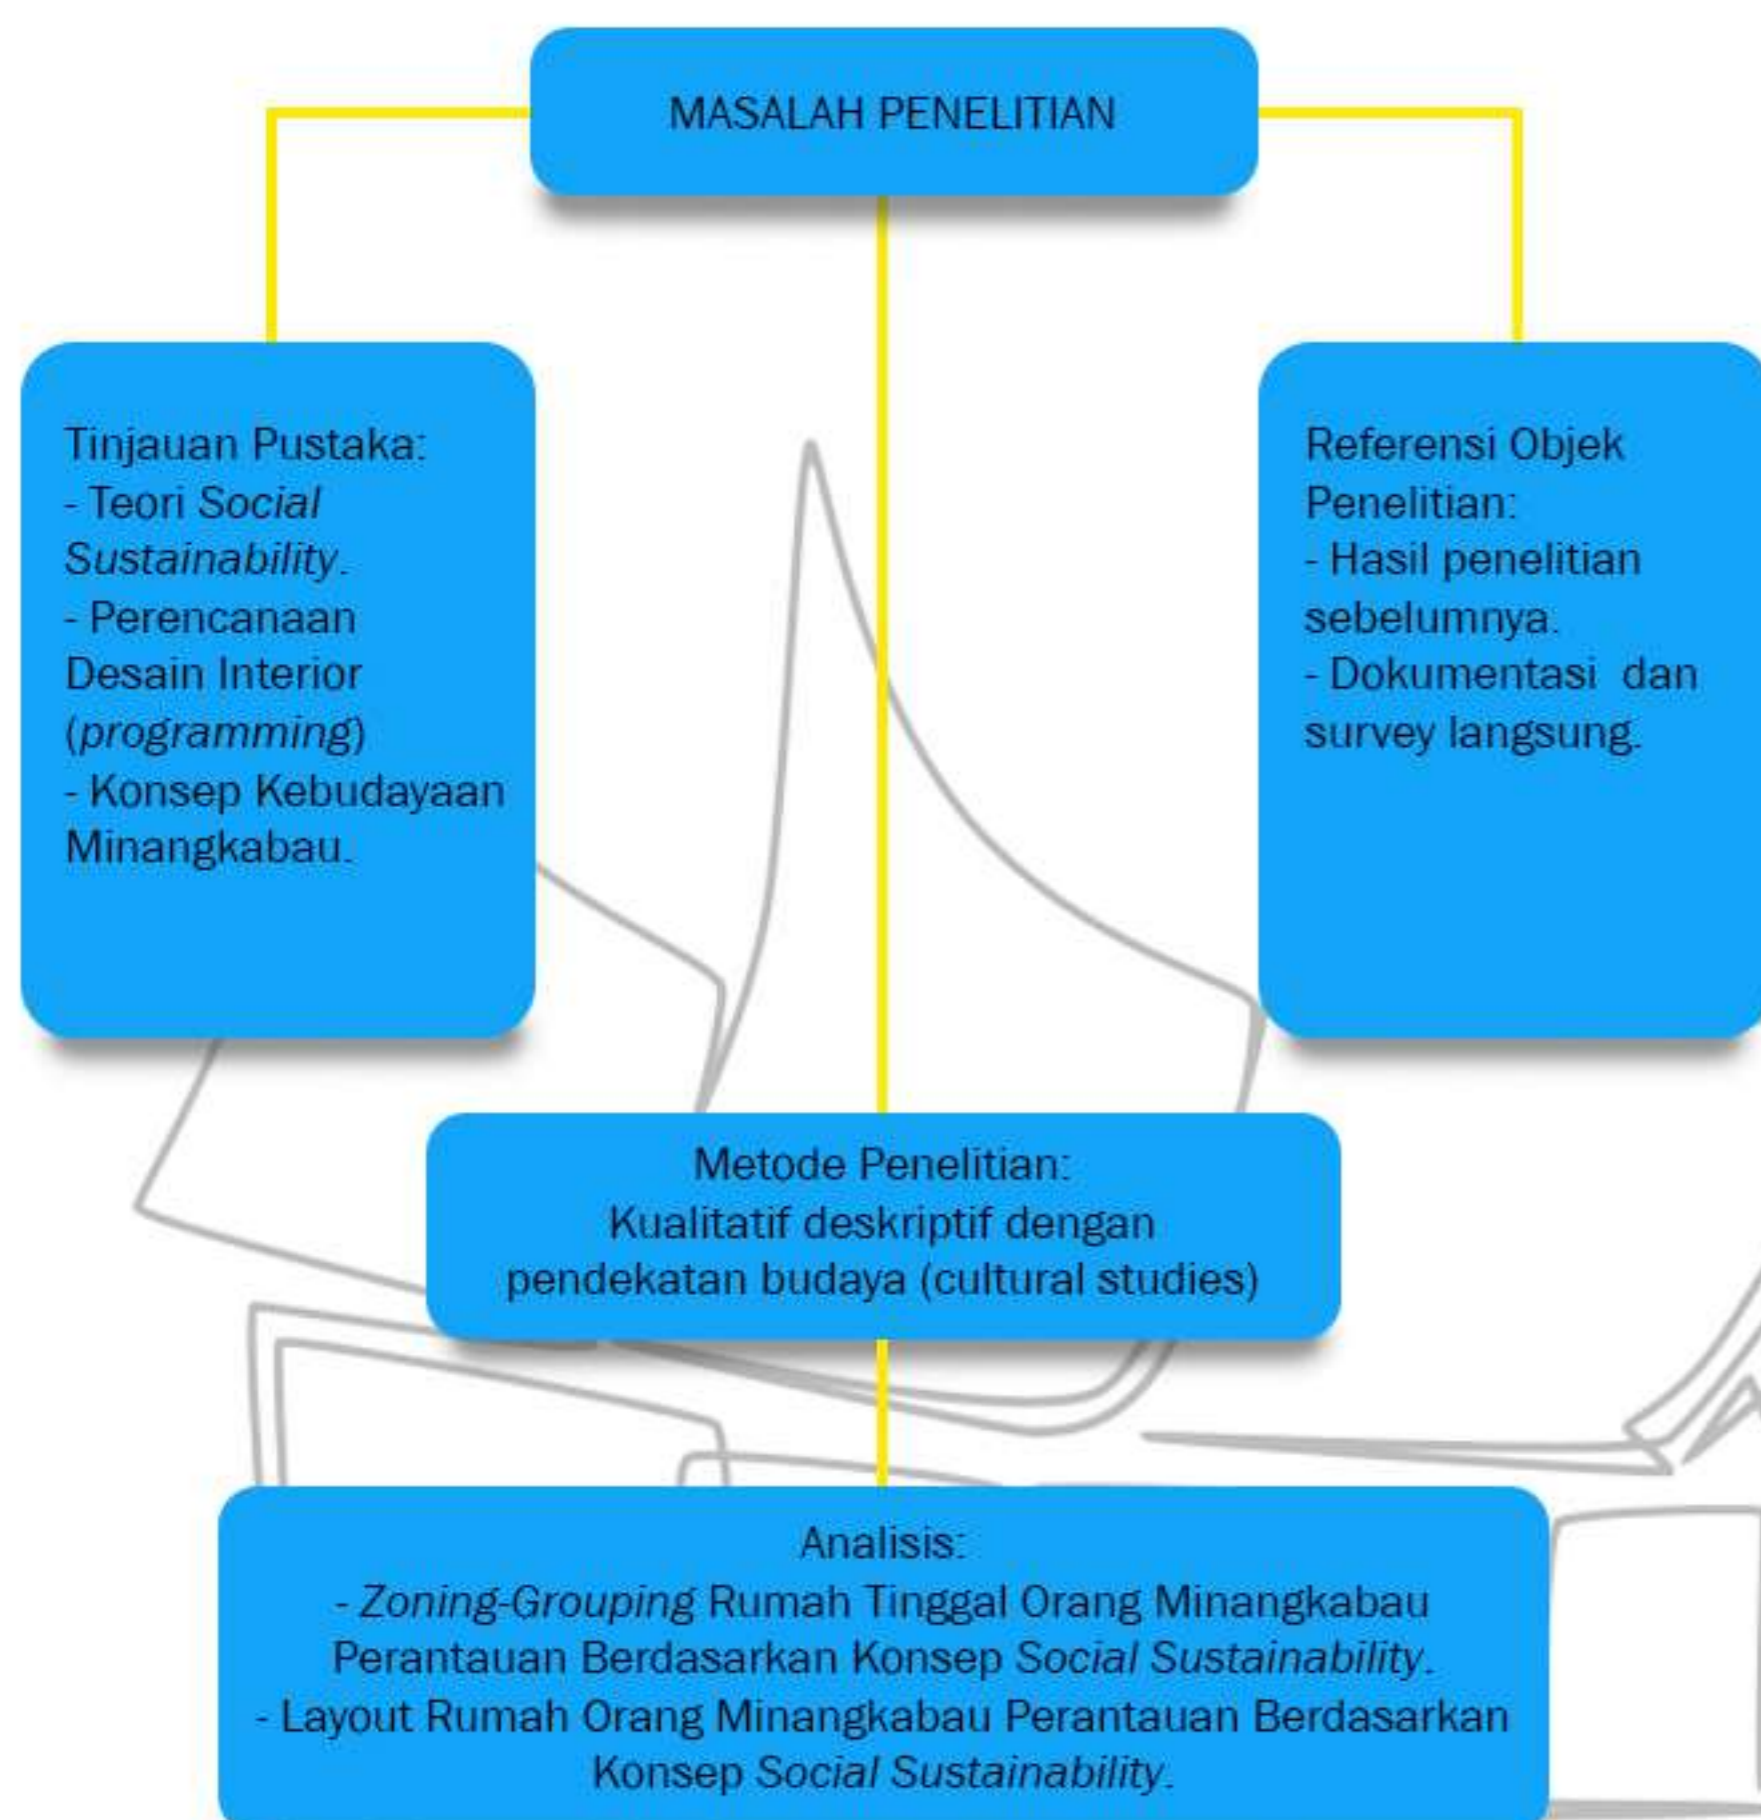 MASALAH PENELITIAN
Tinjauan Pustaka:
- Teori Social
Sustainability.
- Perencanaan
Desain Interior
(programming)
- Konsep Kebudayaan
Minangkabau.
Referensi Objek
Penelitian:
- Hasil penelitian
sebelumnya.
- Dokumentasi  dan
survey langsung.
Metode Penelitian:
Kualitatif deskriptif dengan
pendekatan budaya (cultural studies)
Analisis:
- Zoning-Grouping Rumah Tinggal Orang Minangkabau
Perantauan Berdasarkan Konsep Social Sustainability.
- Layout Rumah Orang Minangkabau Perantauan Berdasarkan
Konsep Social Sustainability.